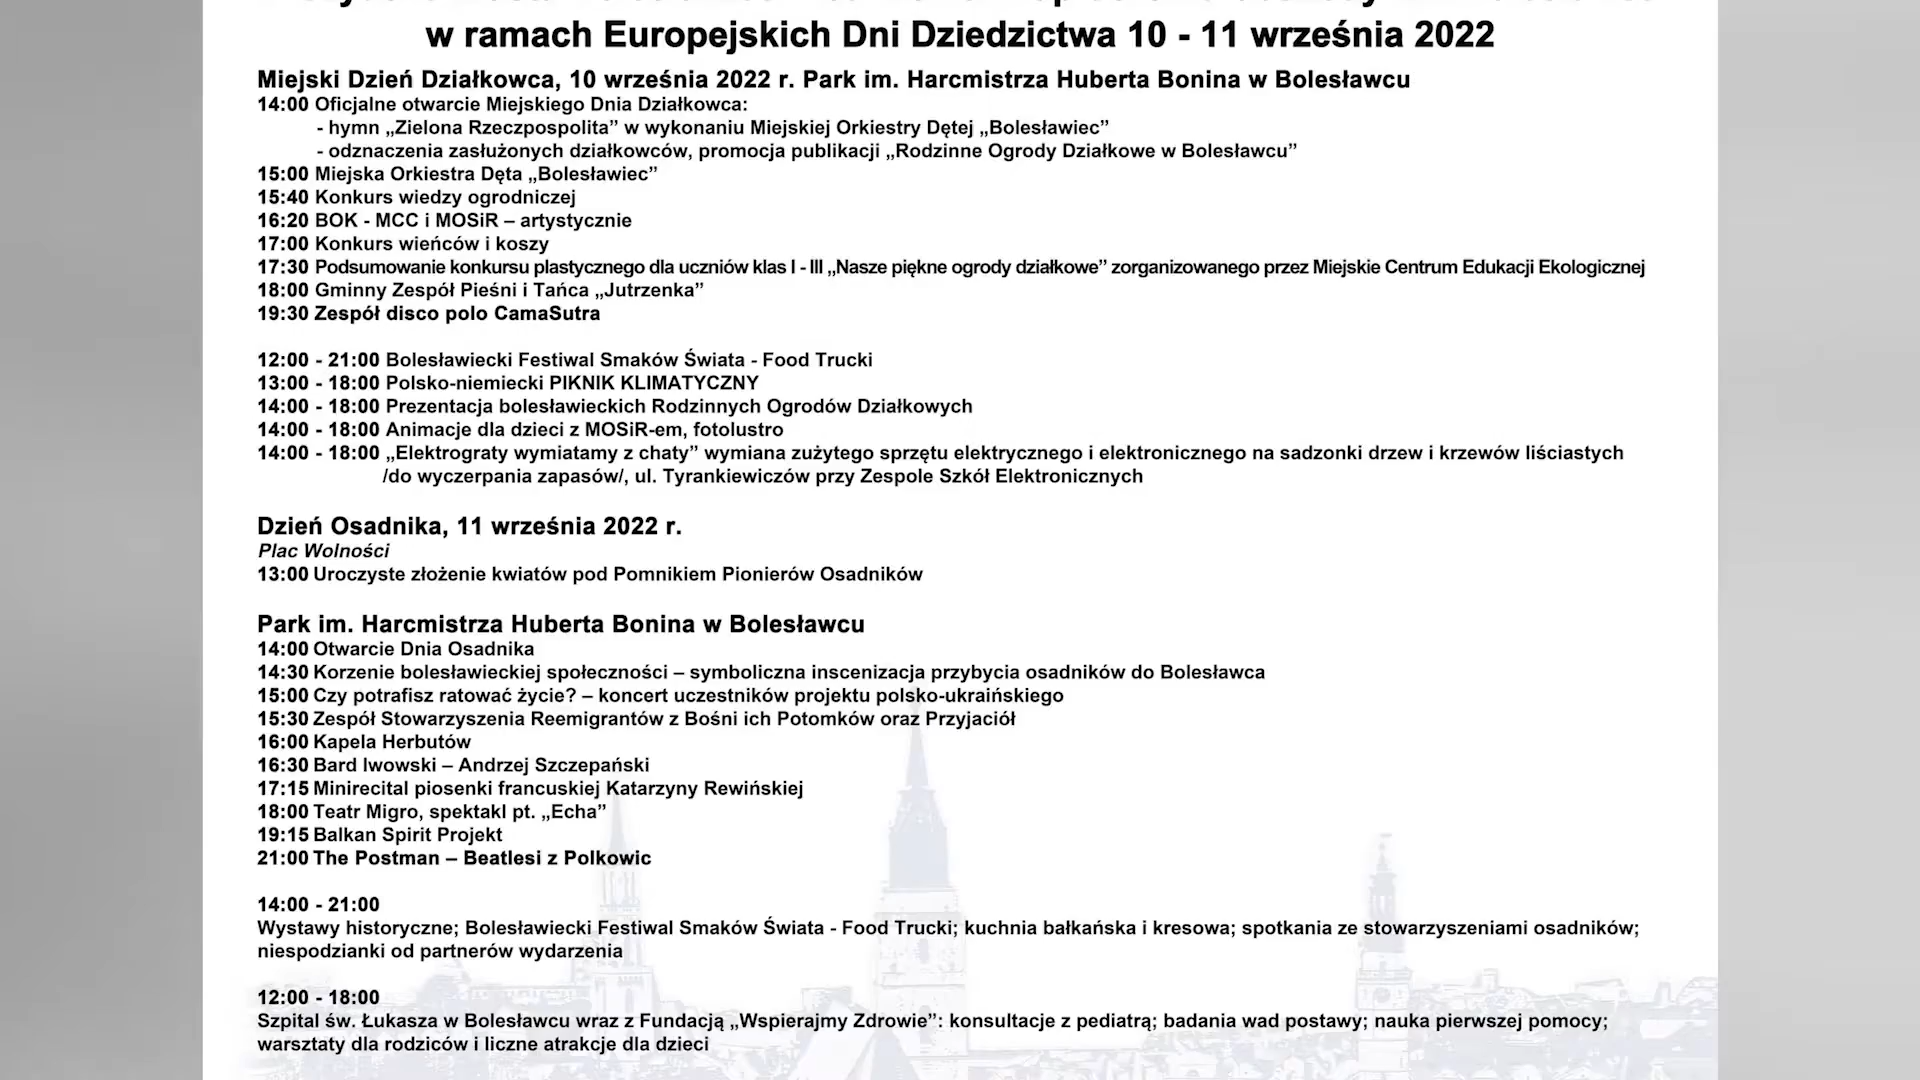 w ramach Europejskich Dni Dziedzictwa 10 - 11 września 2022
Miejski Dzień Działkowca, 10 września 2022 r. Park im. Harcmistrza Huberta Bonina w Bolesławcu
14:00 Oficjalne otwarcie Miejskiego Dnia Działkowca:
- hymn „Zielona Rzeczpospolita” w wykonaniu Miejskiej Orkiestry Dętej „Bolesławiec”
- odznaczenia zasłużonych działkowców, promocja publikacji „Rodzinne Ogrody Działkowe w Bolesławcu”
15:00 Miejska Orkiestra Dęta „Bolesławiec”
15:40 Konkurs wiedzy ogrodniczej
16:20 BOK - MCC i MOSiR – artystycznie
17:00 Konkurs wieńców i koszy
17:30 Podsumowanie konkursu plastycznego dla uczniów klas I - III „Nasze piękne ogrody działkowe” zorganizowanego przez Miejskie Centrum Edukacji Ekologicznej
18:00 Gminny Zespół Pieśni i Tańca „Jutrzenka”
19:30 Zespół disco polo CamaSutra
12:00 - 21:00 Bolesławiecki Festiwal Smaków Świata - Food Trucki
13:00 - 18:00 Polsko-niemiecki PIKNIK KLIMATYCZNY
14:00 - 18:00 Prezentacja bolesławieckich Rodzinnych Ogrodów Działkowych
14:00 - 18:00 Animacje dla dzieci z MOSiR-em, fotolustro
14:00 - 18:00 „Elektrograty wymiatamy z chaty” wymiana zużytego sprzętu elektrycznego i elektronicznego na sadzonki drzew i krzewów liściastych
/do wyczerpania zapasów/, ul. Tyrankiewiczów przy Zespole Szkół Elektronicznych
Dzień Osadnika, 11 września 2022 r.
Plac Wolności
13:00 Uroczyste złożenie kwiatów pod Pomnikiem Pionierów Osadników
Park im. Harcmistrza Huberta Bonina w Bolesławcu
14:00 Otwarcie Dnia Osadnika
14:30 Korzenie bolesławieckiej społeczności – symboliczna inscenizacja przybycia osadników do Bolesławca
15:00 Czy potrafisz ratować życie? – koncert uczestników projektu polsko-ukraińskiego
15:30 Zespół Stowarzyszenia Reemigrantów z Bośni ich Potomków oraz Przyjaciół
16:00 Kapela Herbutów
16:30 Bard lwowski – Andrzej Szczepański
17:15 Minirecital piosenki francuskiej Katarzyny Rewińskiej
18:00 Teatr Migro, spektakl pt. „Echa”
19:15 Balkan Spirit Projekt
21:00 The Postman – Beatlesi z Polkowic
14:00 - 21:00
Wystawy historyczne; Bolesławiecki Festiwal Smaków Świata - Food Trucki; kuchnia bałkańska i kresowa; spotkania ze stowarzyszeniami osadników;
niespodzianki od partnerów wydarzenia
12:00 - 18:00
Szpital św. Łukasza w Bolesławcu wraz z Fundacją „Wspierajmy Zdrowie”: konsultacje z pediatrą; badania wad postawy; nauka pierwszej pomocy;
warsztaty dla rodziców i liczne atrakcje dla dzieci